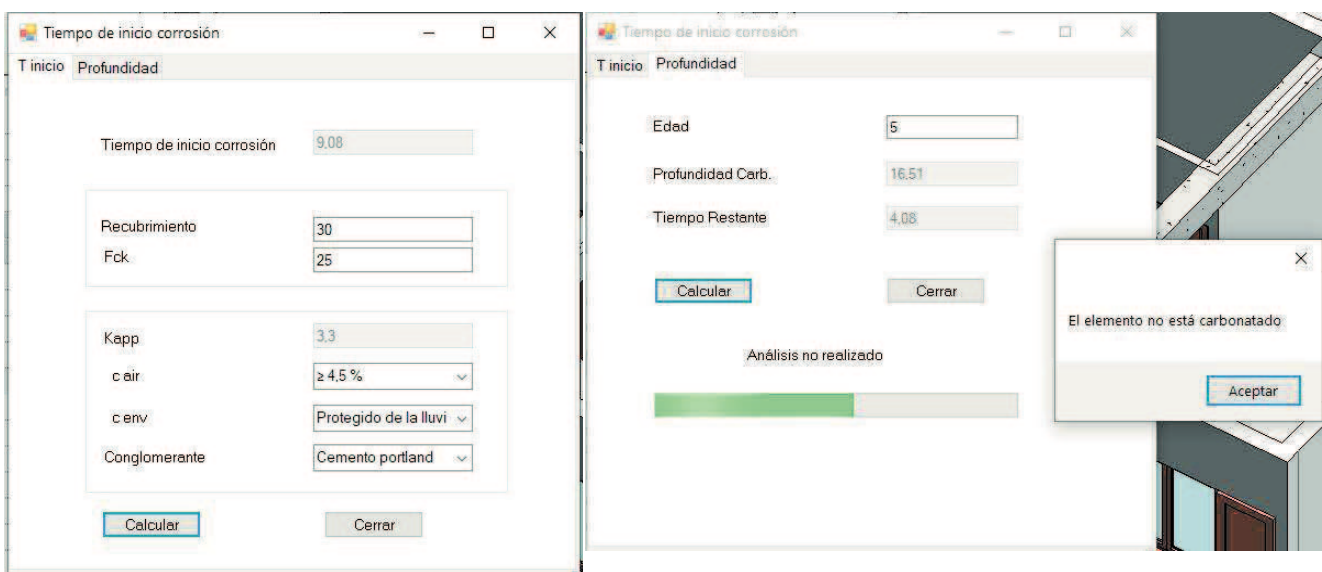 Tiempo de inicio corrosión
T inicio Profundidad
Tiempo de inicio corrosión 9,08
Recubrimiento 30
Fck 25
Kapp 3,3
c air ≥ 4,5 %
c env Protegido de la lluvi
Conglomerante Cemento portland
Calcular Cerrar
Tiempo de inicio corrosión
T inicio Profundidad
Edad 5
Profundidad Carb. 16,51
Tiempo Restante 4,08
Calcular Cerrar
Análisis no realizado
El elemento no está carbonatado
Aceptar